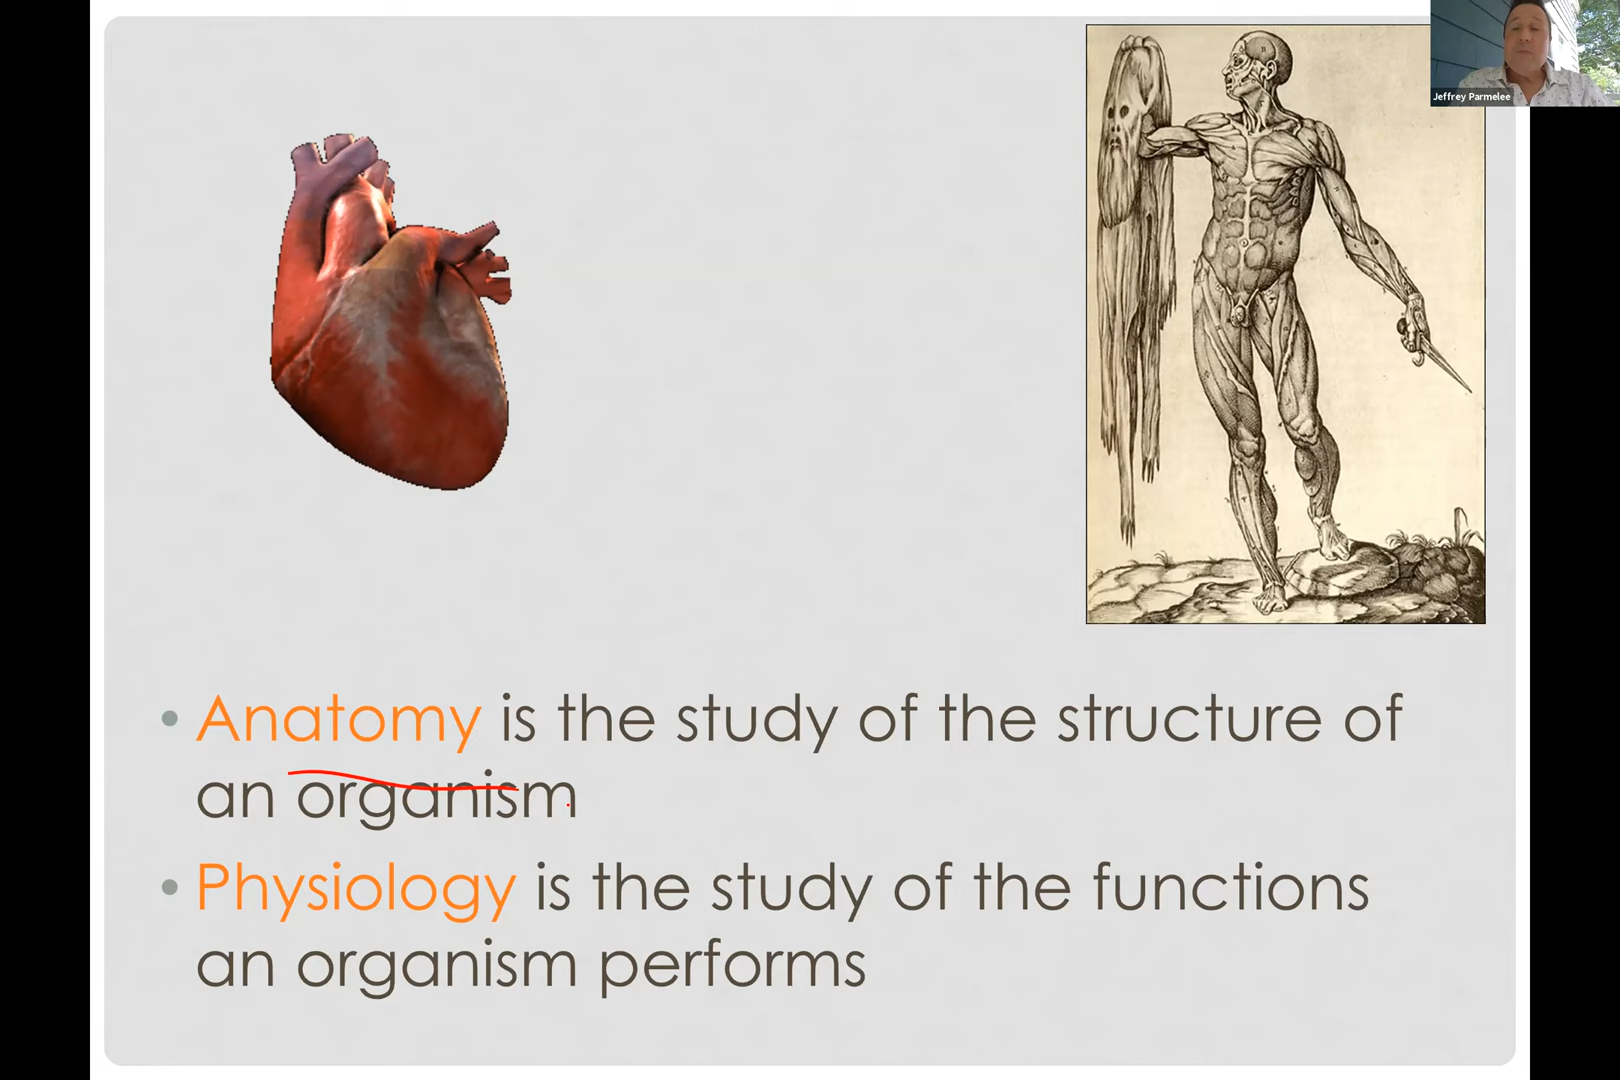 Jeffrey Parmelee
• Anatomy is the study of the structure of
an organism
• Physiology is the study of the functions
an organism performs